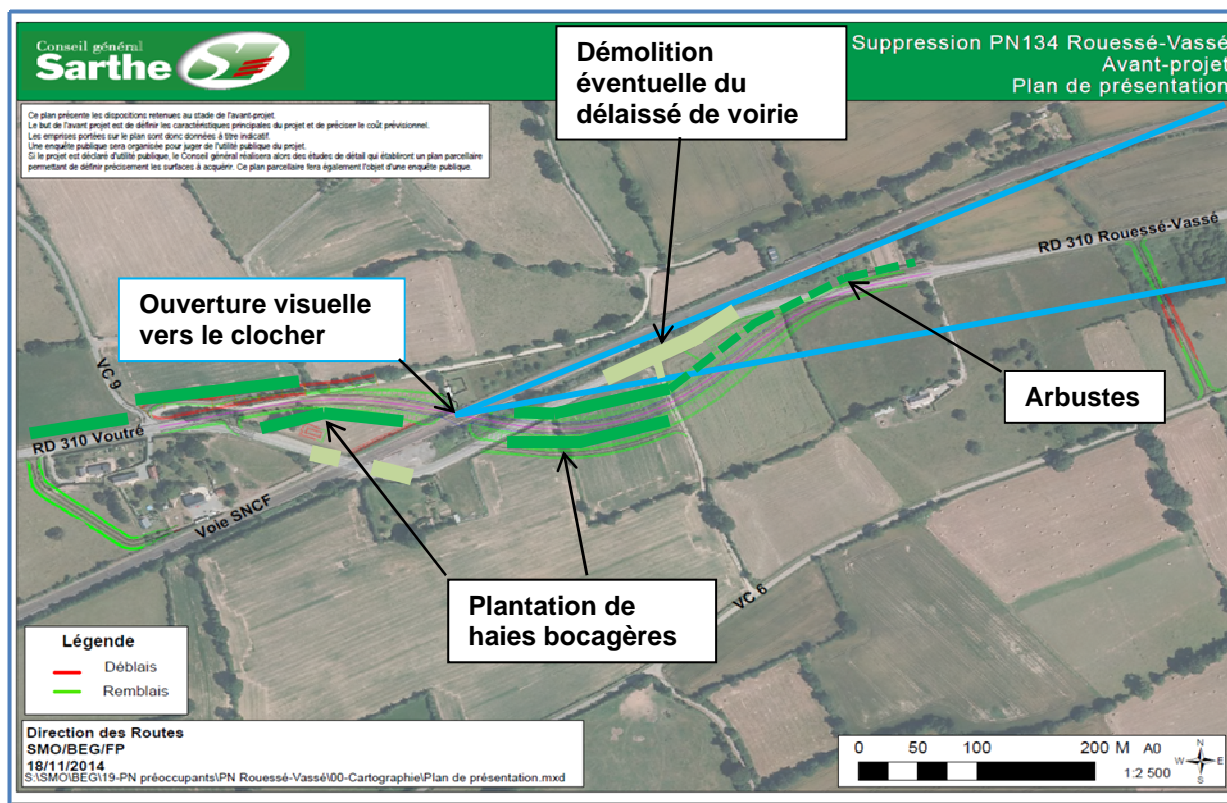 Conseil général
Sarthe
Suppression PN134 Rouessé-Vassé
Avant-projet
Plan de présentation
Démolition
éventuelle du
délaissé de voirie
Ce plan présente les dispositions retenues au stade de l'avant-projet.
Le but de l'avant projet est de définir les caractéristiques principales du projet et de préciser le coût prévisionnel.
Les emprises portées sur le plan sont donc données à titre indicatif.
Une enquête publique sera organisée pour juger de l'utilité publique du projet.
Si le projet est déclaré d'utilité publique, le Conseil général réalisera alors des études de détail qui établiront un plan parcellaire
permettant de définir précisément les surfaces à acquérir. Ce plan parcellaire fera également l'objet d'une enquête publique.
RD 310 Rouessé-Vassé
Ouverture visuelle
vers le clocher
VC 9
Arbustes
RD 310 Voutré
Voie SNCF
Plantation de
haies bocagères
VC 6
Légende
Déblais
Remblais
Direction des Routes
SMO/BEG/FP
18/11/2014
S:\SMO\BEG\19-PN préoccupants\PN Rouessé-Vassé\00-Cartographie\Plan de présentation.mxd
0 50 100 200 M A0
1:2 500
N
W E
S